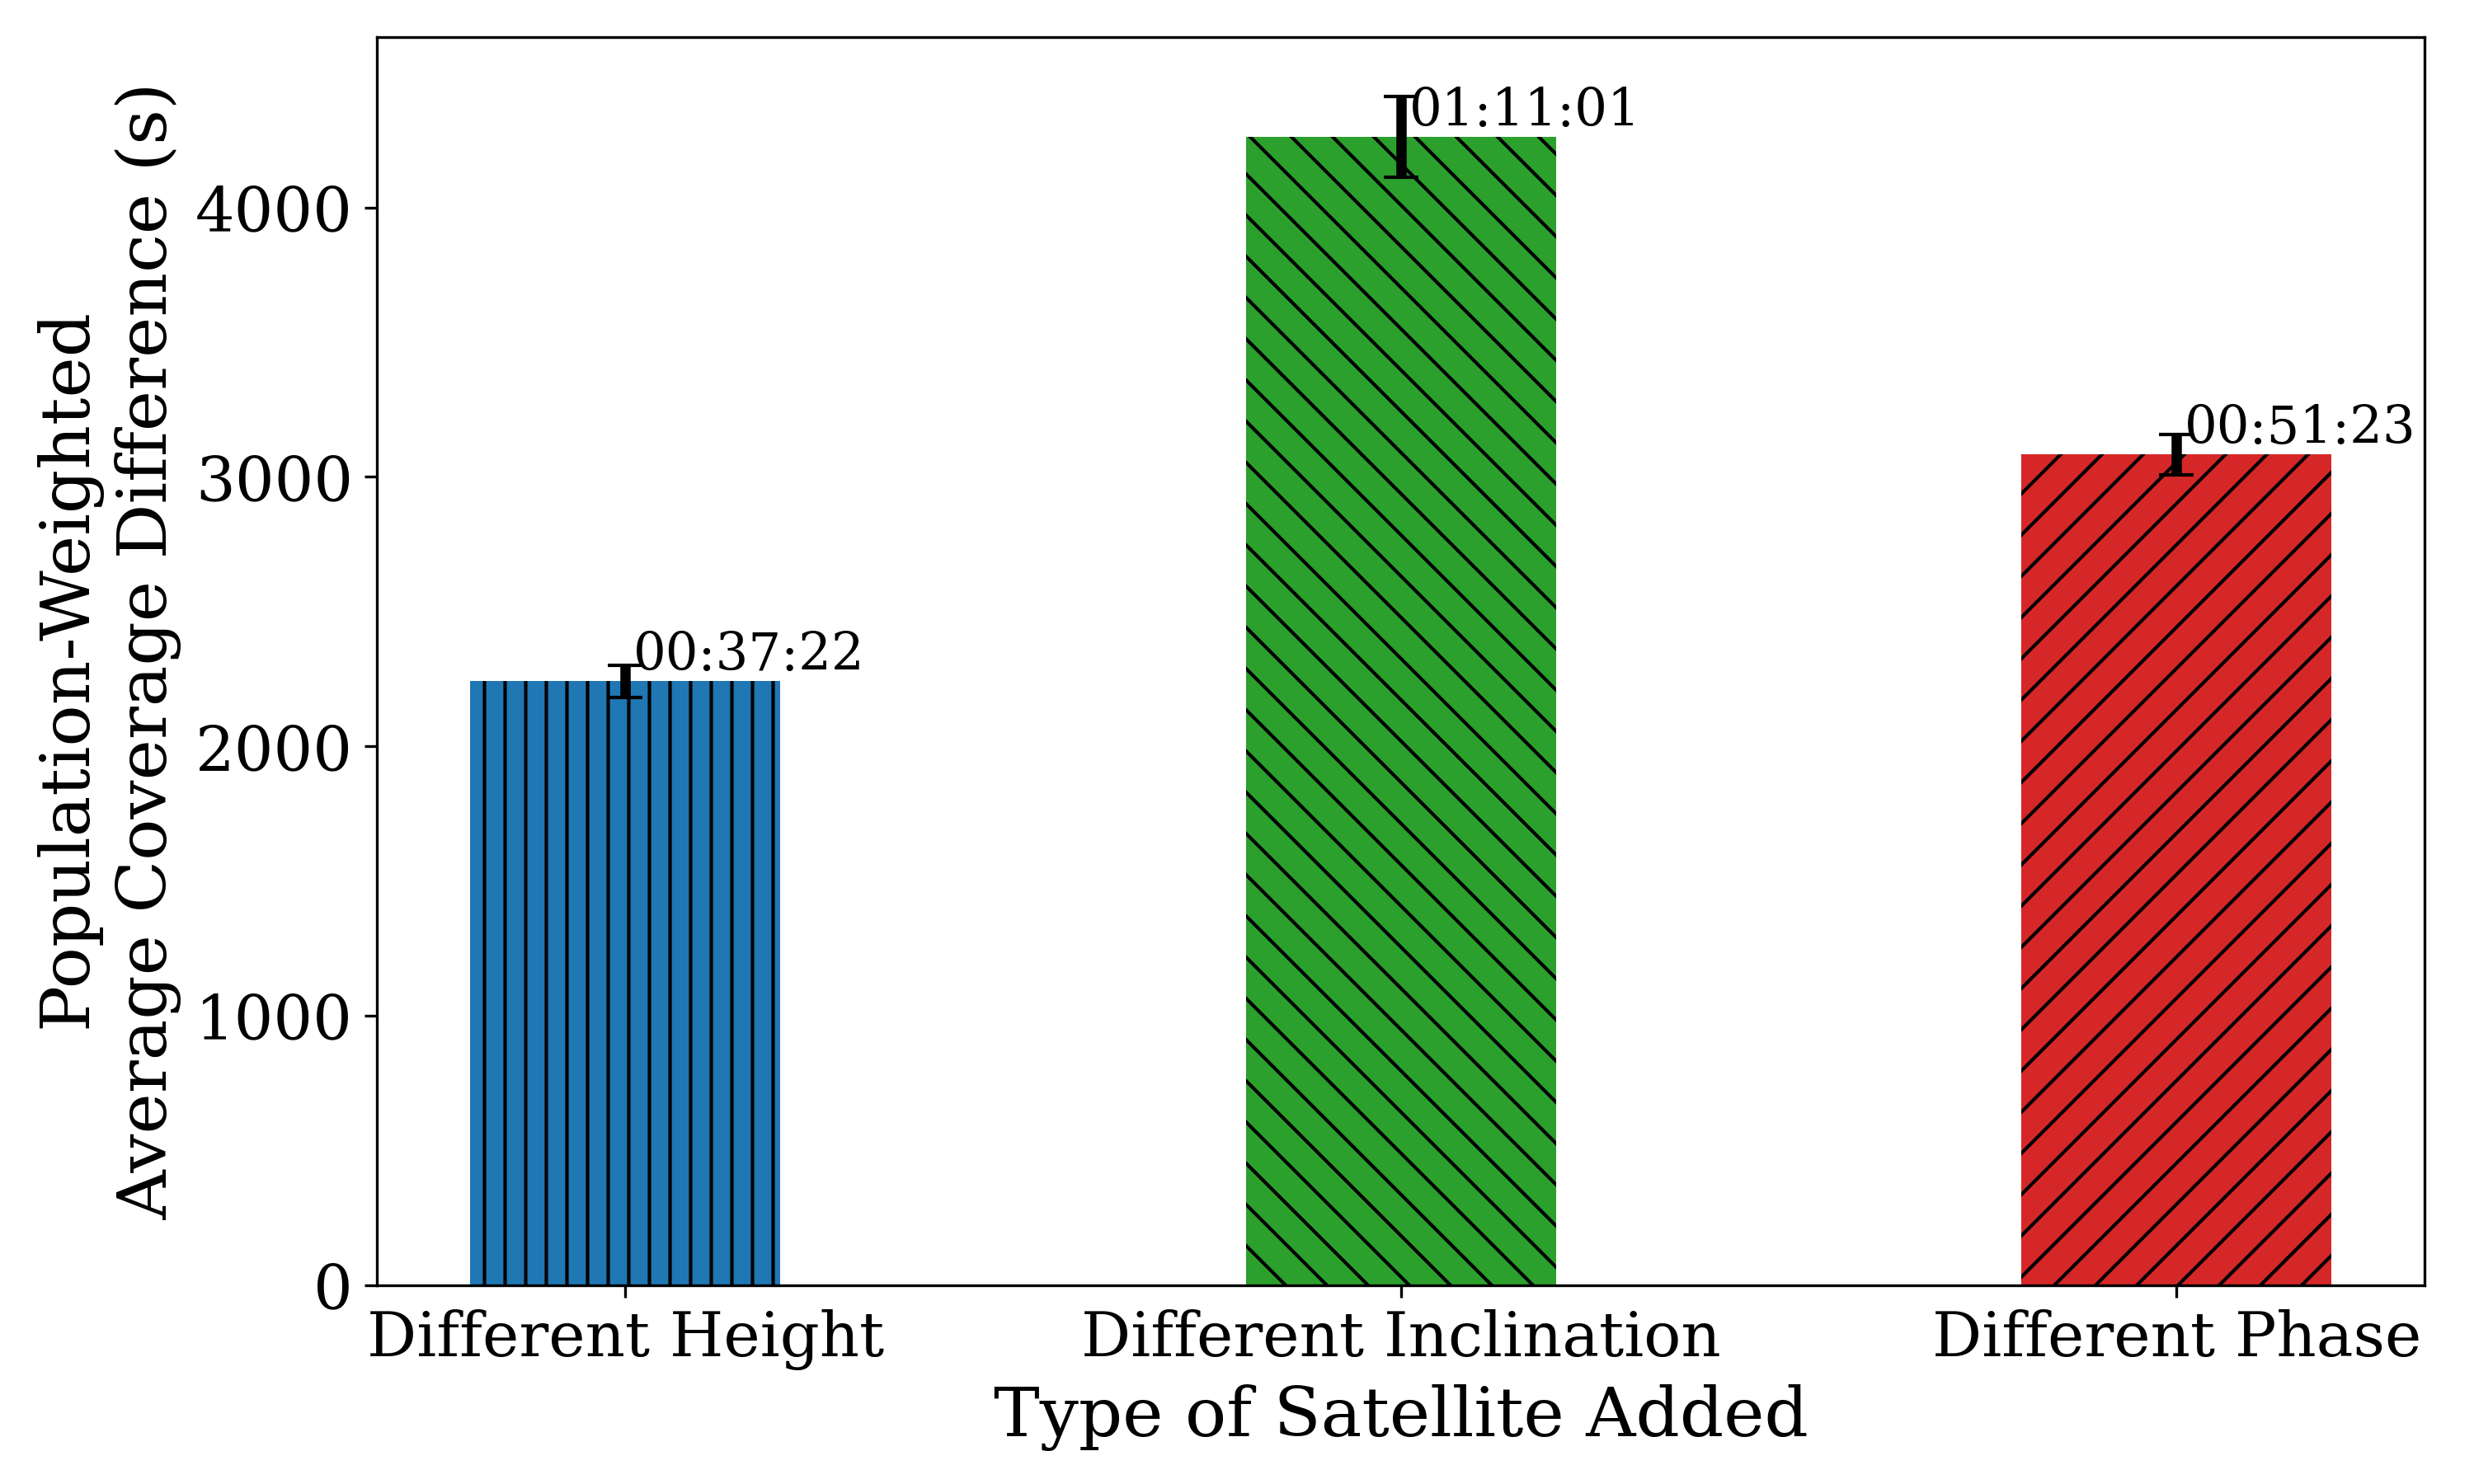 Population-Weighted
Average Coverage Difference (s)
4000
3000
2000
1000
0
00:37:22
01:11:01
00:51:23
Different Height
Different Inclination
Different Phase
Type of Satellite Added